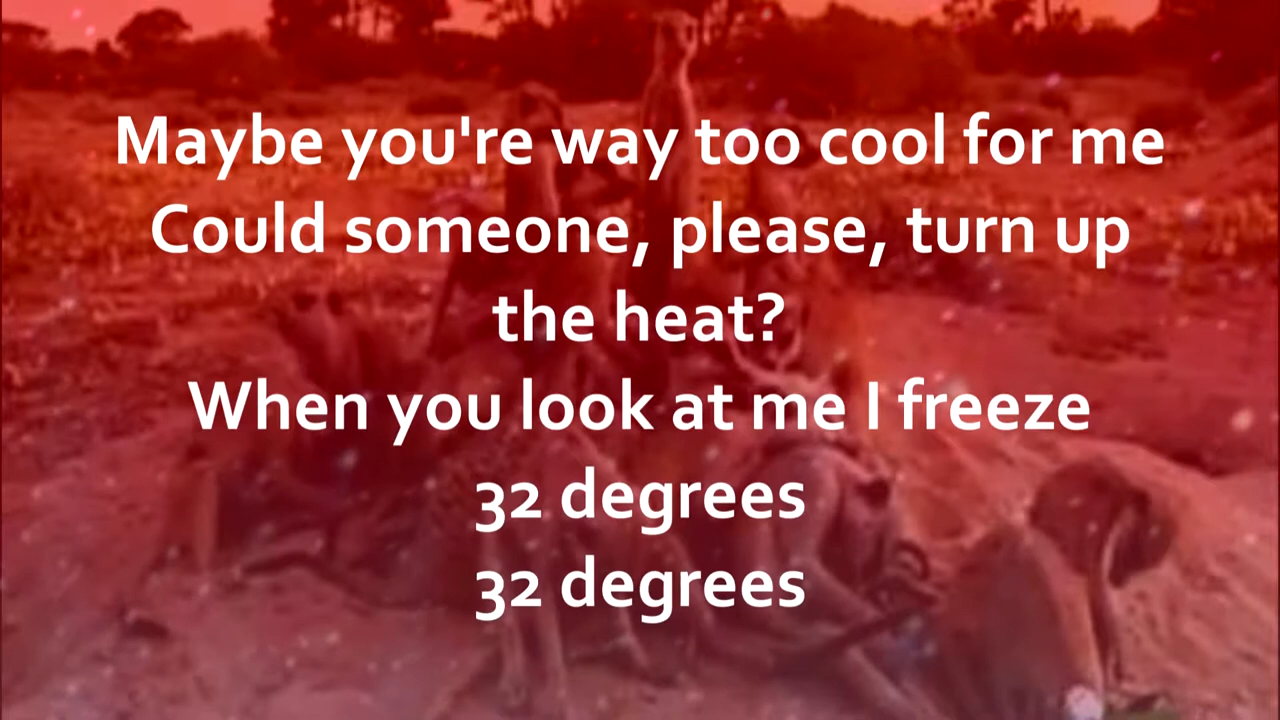 Maybe you're way too cool for me
Could someone, please, turn up
the heat?
When you look at me I freeze
32 degrees
32 degrees